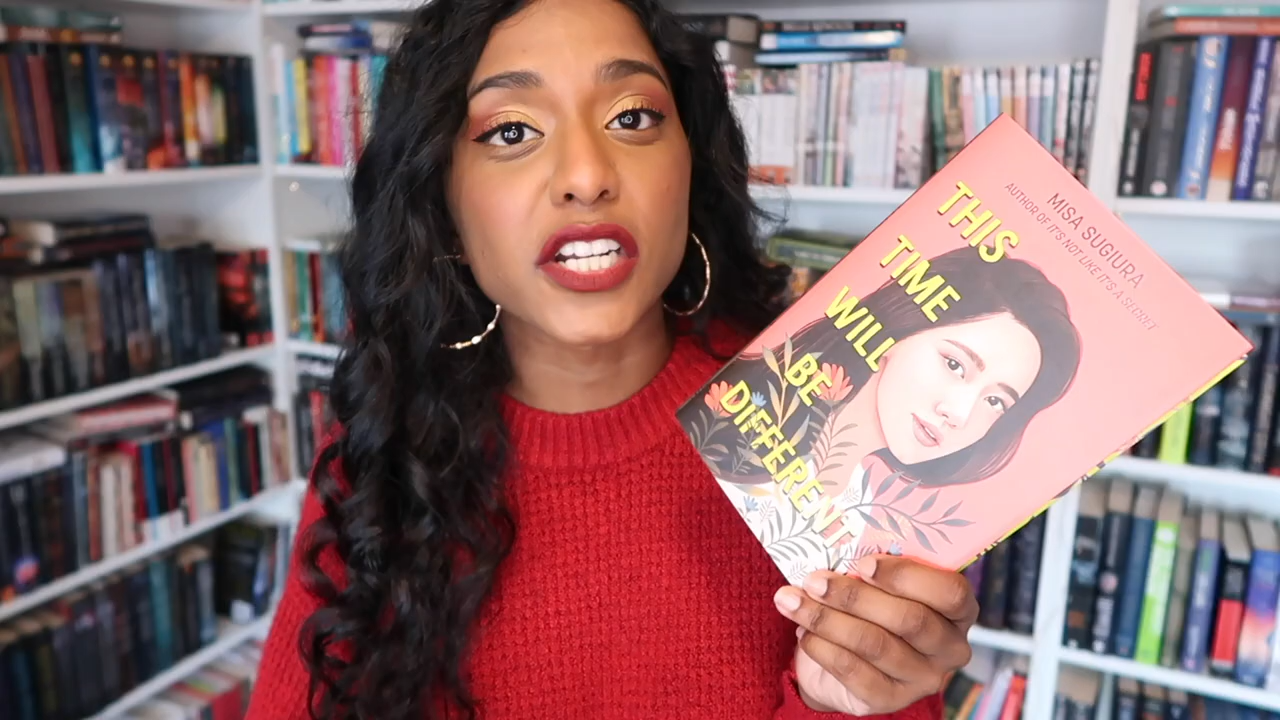 MISA SUGIURA
AUTHOR OF IT'S NOT LIKE IT'S A SECRET
THIS
TIME
WILL
BE
DIFFERENT